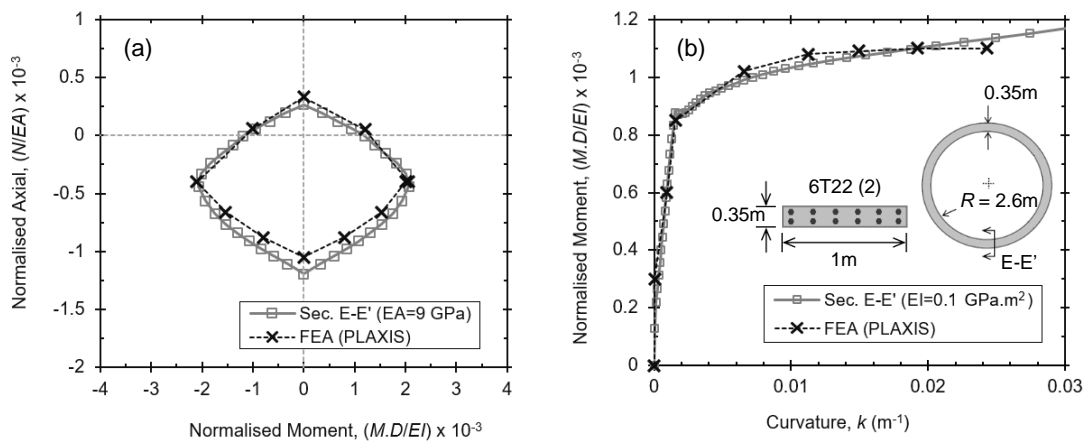 (a)
1
0.5
0
-0.5
-1
-1.5
-2
-4
-3
-2
-1
0
1
2
3
4
Normalised Axial, (N/EA) x 10⁻³
Normalised Moment, (M.D/EI) x 10⁻³
Sec. E-E' (EA=9 GPa)
FEA (PLAXIS)
(b)
1.2
1
0.8
0.6
0.4
0.2
0
0
0.01
0.02
0.03
Normalised Moment, (M.D/EI) x 10⁻³
Curvature, k (m⁻¹)
0.35m
6T22 (2)
0.35m
1m
R = 2.6m
E-E'
Sec. E-E' (EI=0.1 GPa.m²)
FEA (PLAXIS)